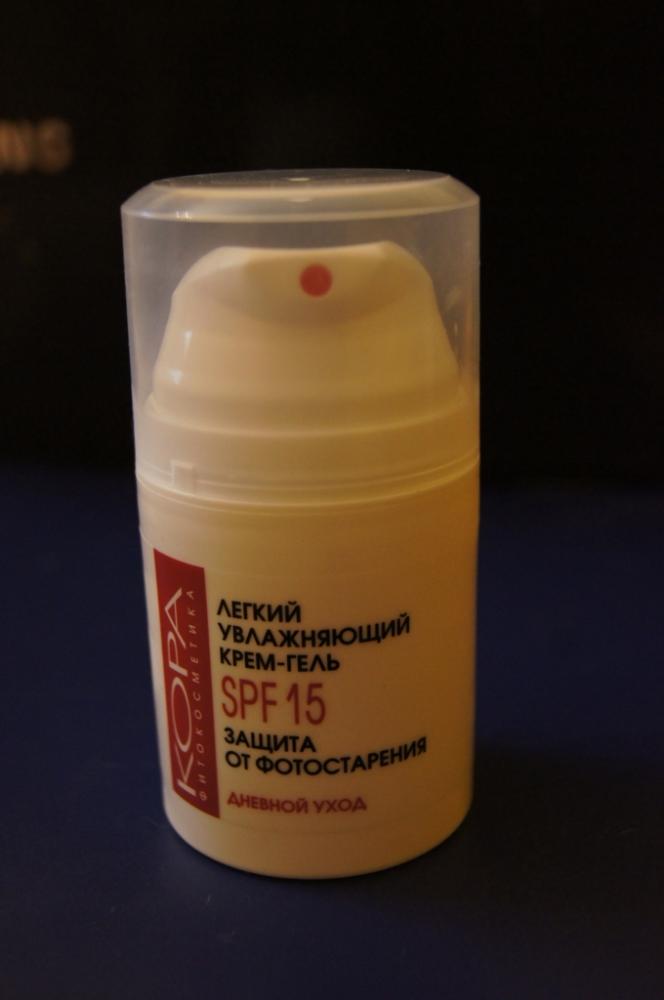 КОРА
ФИТОКОСМЕТИКА
ЛЕГКИЙ
УВЛАЖНЯЮЩИЙ
КРЕМ-ГЕЛЬ
SPF 15
ЗАЩИТА
ОТ ФОТОСТАРЕНИЯ
ДНЕВНОЙ УХОД